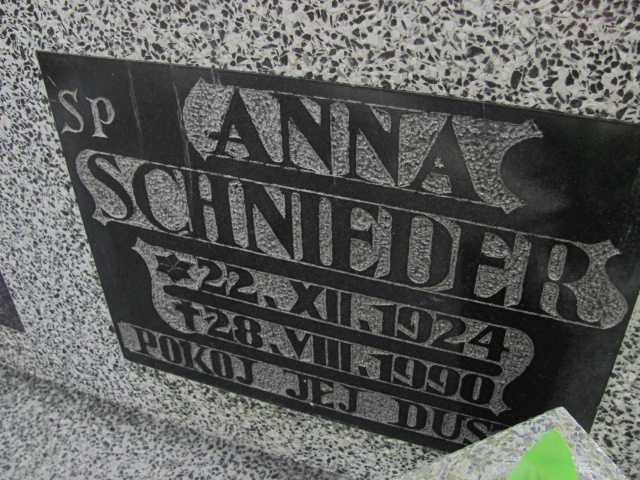 SP ANNA
SCHNIEDER
* 22. XII. 1924
† 28. VIII. 1990
POKOJ JEJ DUS